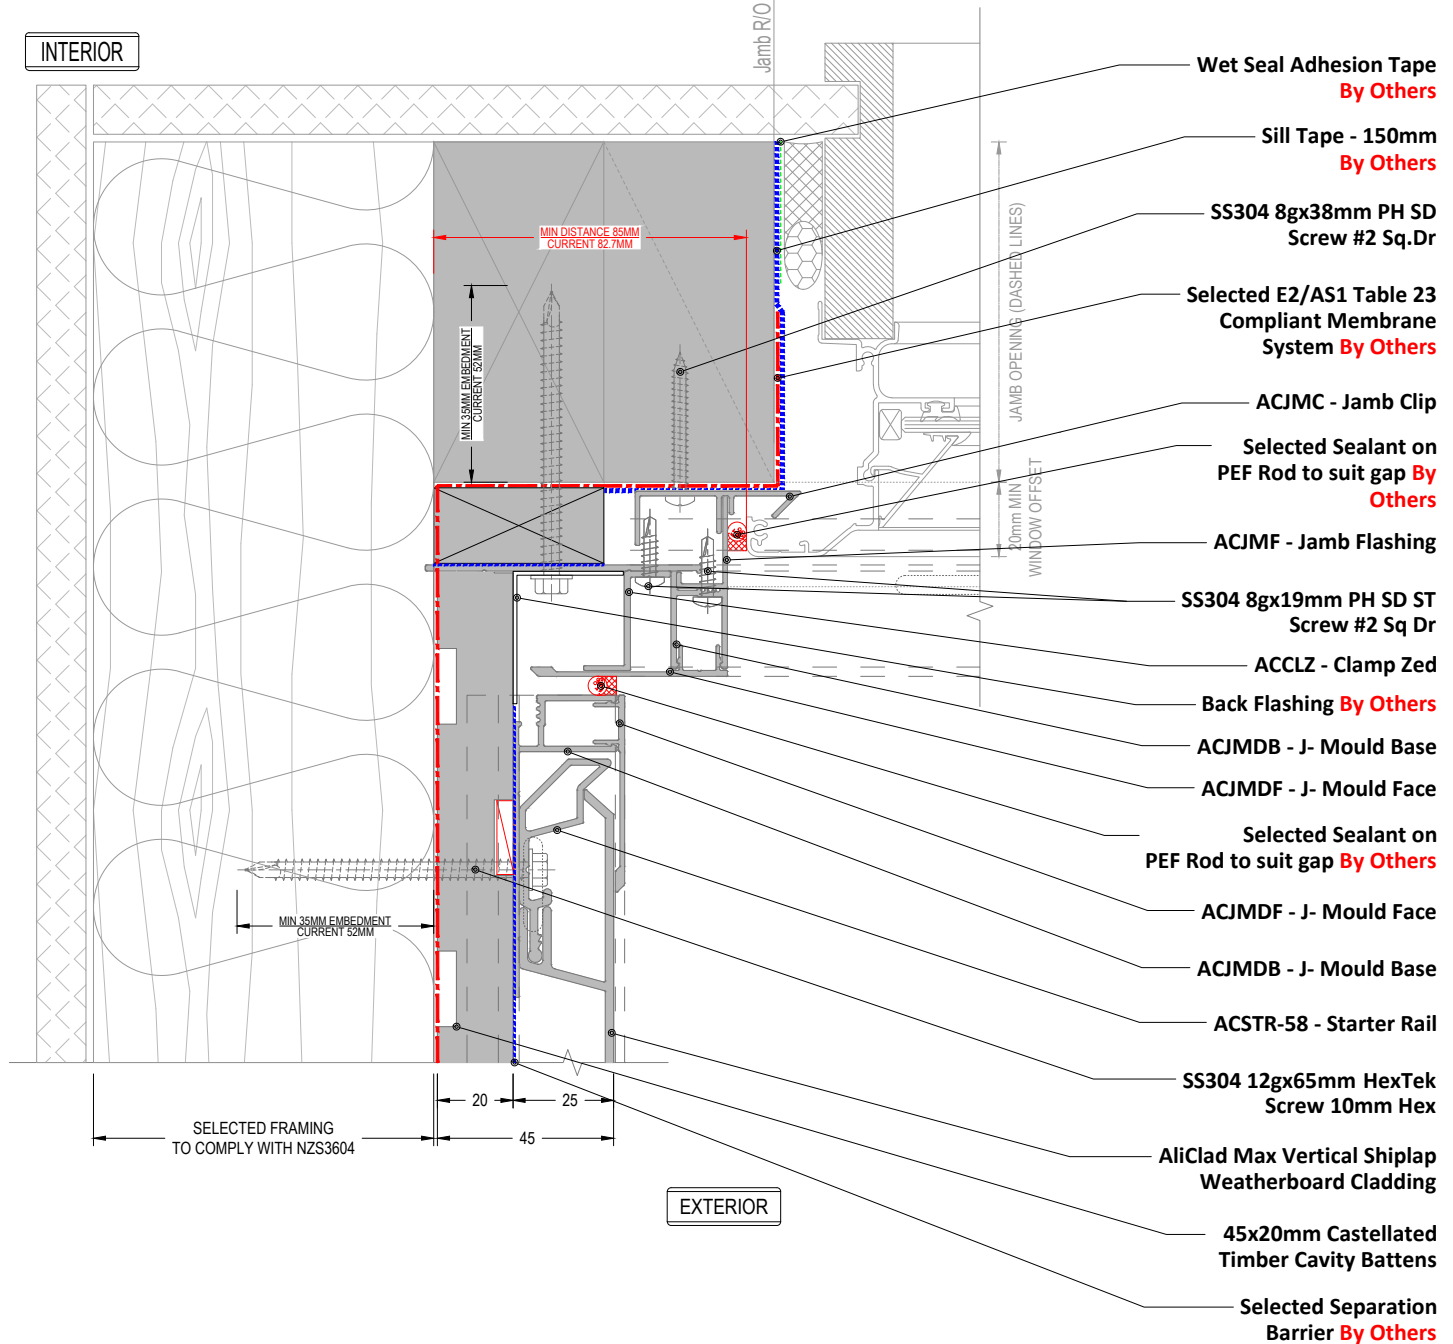 INTERIOR
Jamb R/O
Wet Seal Adhesion Tape
By Others
Sill Tape - 150mm
By Others
SS304 8gx38mm PH SD
Screw #2 Sq.Dr
Selected E2/AS1 Table 23
Compliant Membrane
System By Others
ACJMC - Jamb Clip
Selected Sealant on
PEF Rod to suit gap By
Others
ACJMF - Jamb Flashing
SS304 8gx19mm PH SD ST
Screw #2 Sq Dr
ACCLZ - Clamp Zed
Back Flashing By Others
ACJMDB - J- Mould Base
ACJMDF - J- Mould Face
Selected Sealant on
PEF Rod to suit gap By Others
ACJMDF - J- Mould Face
ACJMDB - J- Mould Base
ACSTR-58 - Starter Rail
SS304 12gx65mm HexTek
Screw 10mm Hex
AliClad Max Vertical Shiplap
Weatherboard Cladding
45x20mm Castellated
Timber Cavity Battens
Selected Separation
Barrier By Others
MIN DISTANCE 85MM
CURRENT 82.7MM
MIN 35MM EMBEDMENT
CURRENT 52MM
JAMB OPENING (DASHED LINES)
20mm MIN
WINDOW OFFSET
MIN 35MM EMBEDMENT
CURRENT 52MM
20
25
45
SELECTED FRAMING
TO COMPLY WITH NZS3604
EXTERIOR